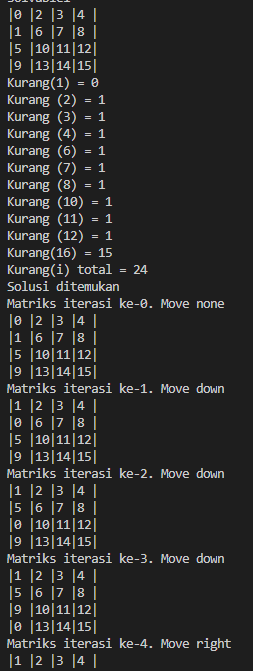 |0 |2 |3 |4 |
|1 |6 |7 |8 |
|5 |10|11|12|
|9 |13|14|15|
Kurang(1) = 0
Kurang (2) = 1
Kurang (3) = 1
Kurang (4) = 1
Kurang (6) = 1
Kurang (7) = 1
Kurang (8) = 1
Kurang (10) = 1
Kurang (11) = 1
Kurang (12) = 1
Kurang(16) = 15
Kurang(i) total = 24
Solusi ditemukan
Matriks iterasi ke-0. Move none
|0 |2 |3 |4 |
|1 |6 |7 |8 |
|5 |10|11|12|
|9 |13|14|15|
Matriks iterasi ke-1. Move down
|1 |2 |3 |4 |
|0 |6 |7 |8 |
|5 |10|11|12|
|9 |13|14|15|
Matriks iterasi ke-2. Move down
|1 |2 |3 |4 |
|5 |6 |7 |8 |
|0 |10|11|12|
|9 |13|14|15|
Matriks iterasi ke-3. Move down
|1 |2 |3 |4 |
|5 |6 |7 |8 |
|9 |10|11|12|
|0 |13|14|15|
Matriks iterasi ke-4. Move right
|1 |2 |3 |4 |